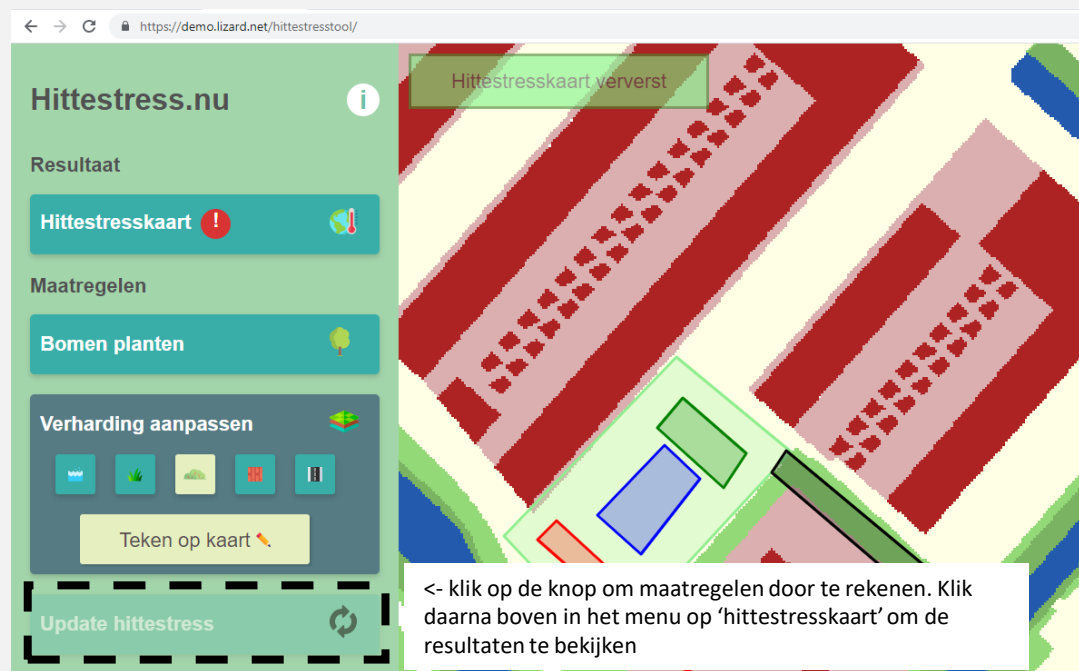 https://demo.lizard.net/hittestresstool/
Hittestress.nu
i
Hittestresskaart ververst
Resultaat
Hittestresskaart !
Maatregelen
Bomen planten
Verharding aanpassen
Teken op kaart
Update hittestress
<- klik op de knop om maatregelen door te rekenen. Klik
daarna boven in het menu op ‘hittestresskaart’ om de
resultaten te bekijken